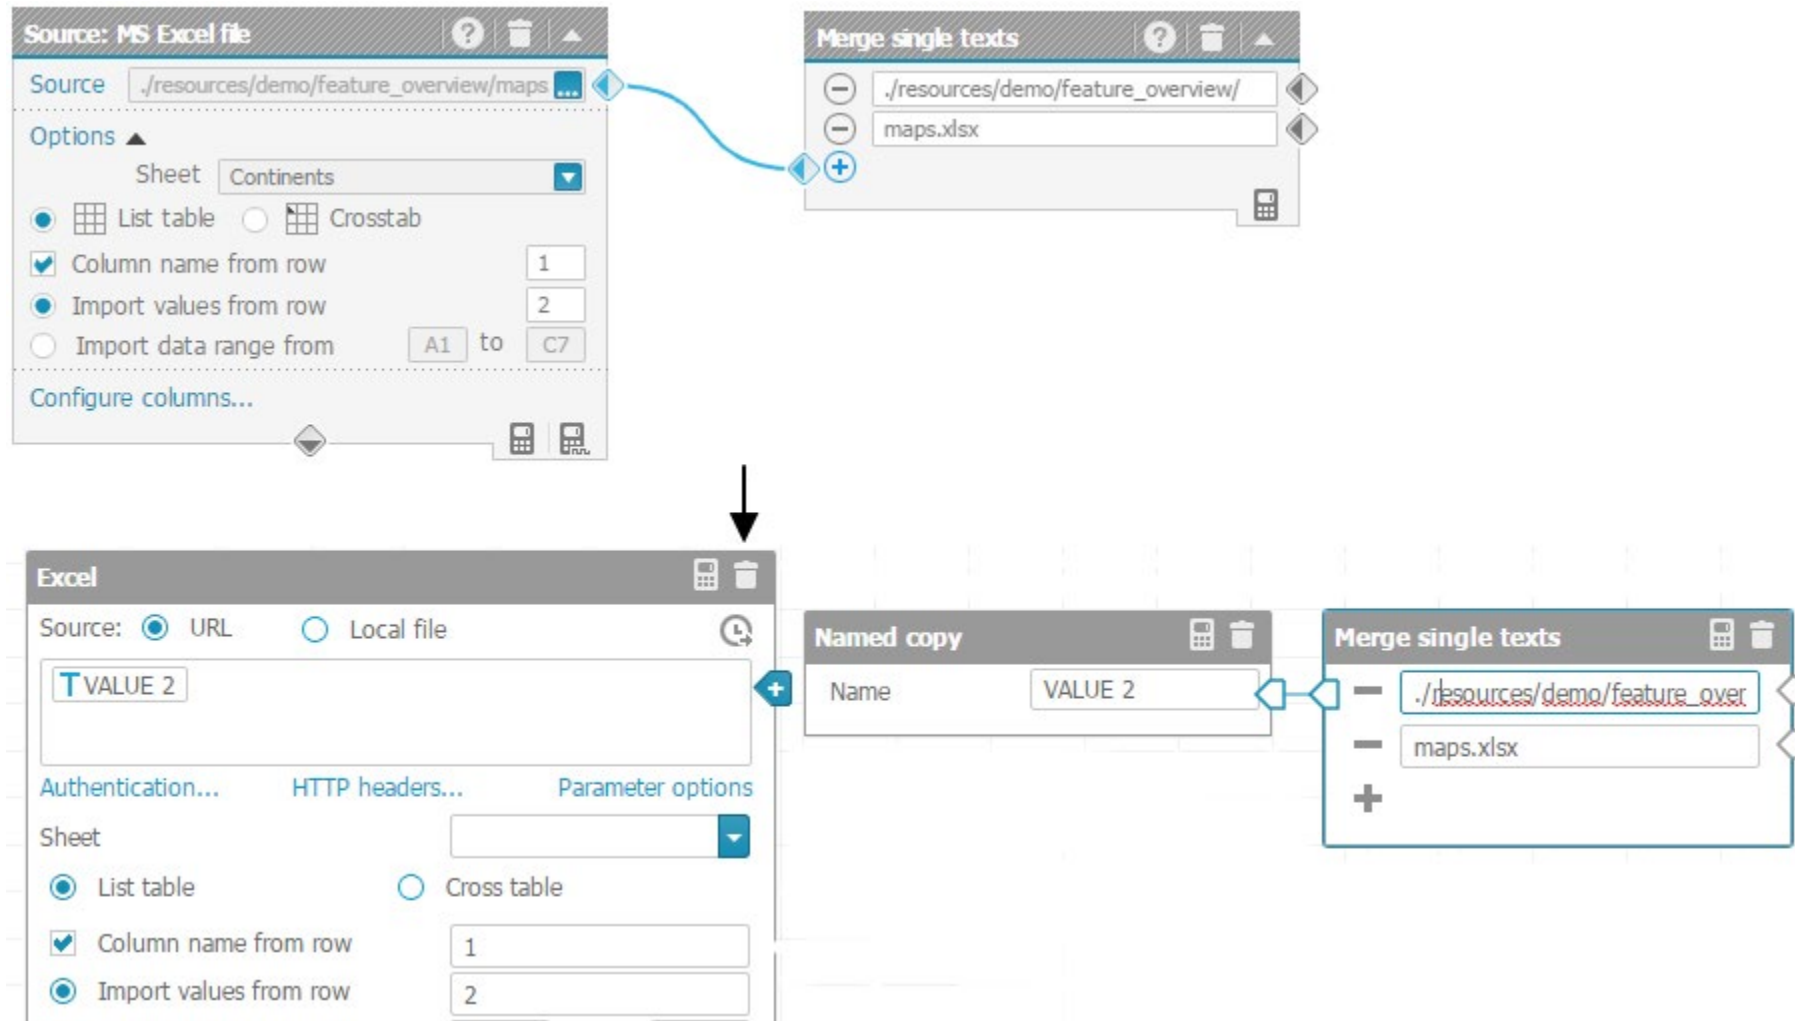 Source: MS Excel file
Source ./resources/demo/feature_overview/maps ...
Options
Sheet Continents
List table Crosstab
Column name from row 1
Import values from row 2
Import data range from A1 to C7
Configure columns...
Merge single texts
./resources/demo/feature_overview/
maps.xlsx
Excel
Source: URL Local file
T VALUE 2
Authentication... HTTP headers... Parameter options
Sheet
List table Cross table
Column name from row 1
Import values from row 2
Named copy
Name VALUE 2
Merge single texts
./resources/demo/feature_over
maps.xlsx